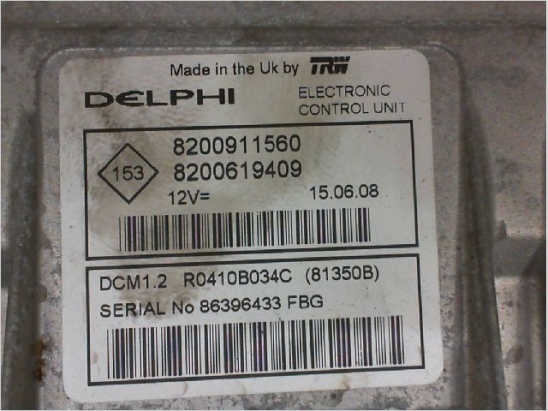 Made in the Uk by TRW
DELPHI ELECTRONIC
CONTROL UNIT
153
8200911560
8200619409
12V= 15.06.08
DCM1.2 R0410B034C (81350B)
SERIAL No 86396433 FBG